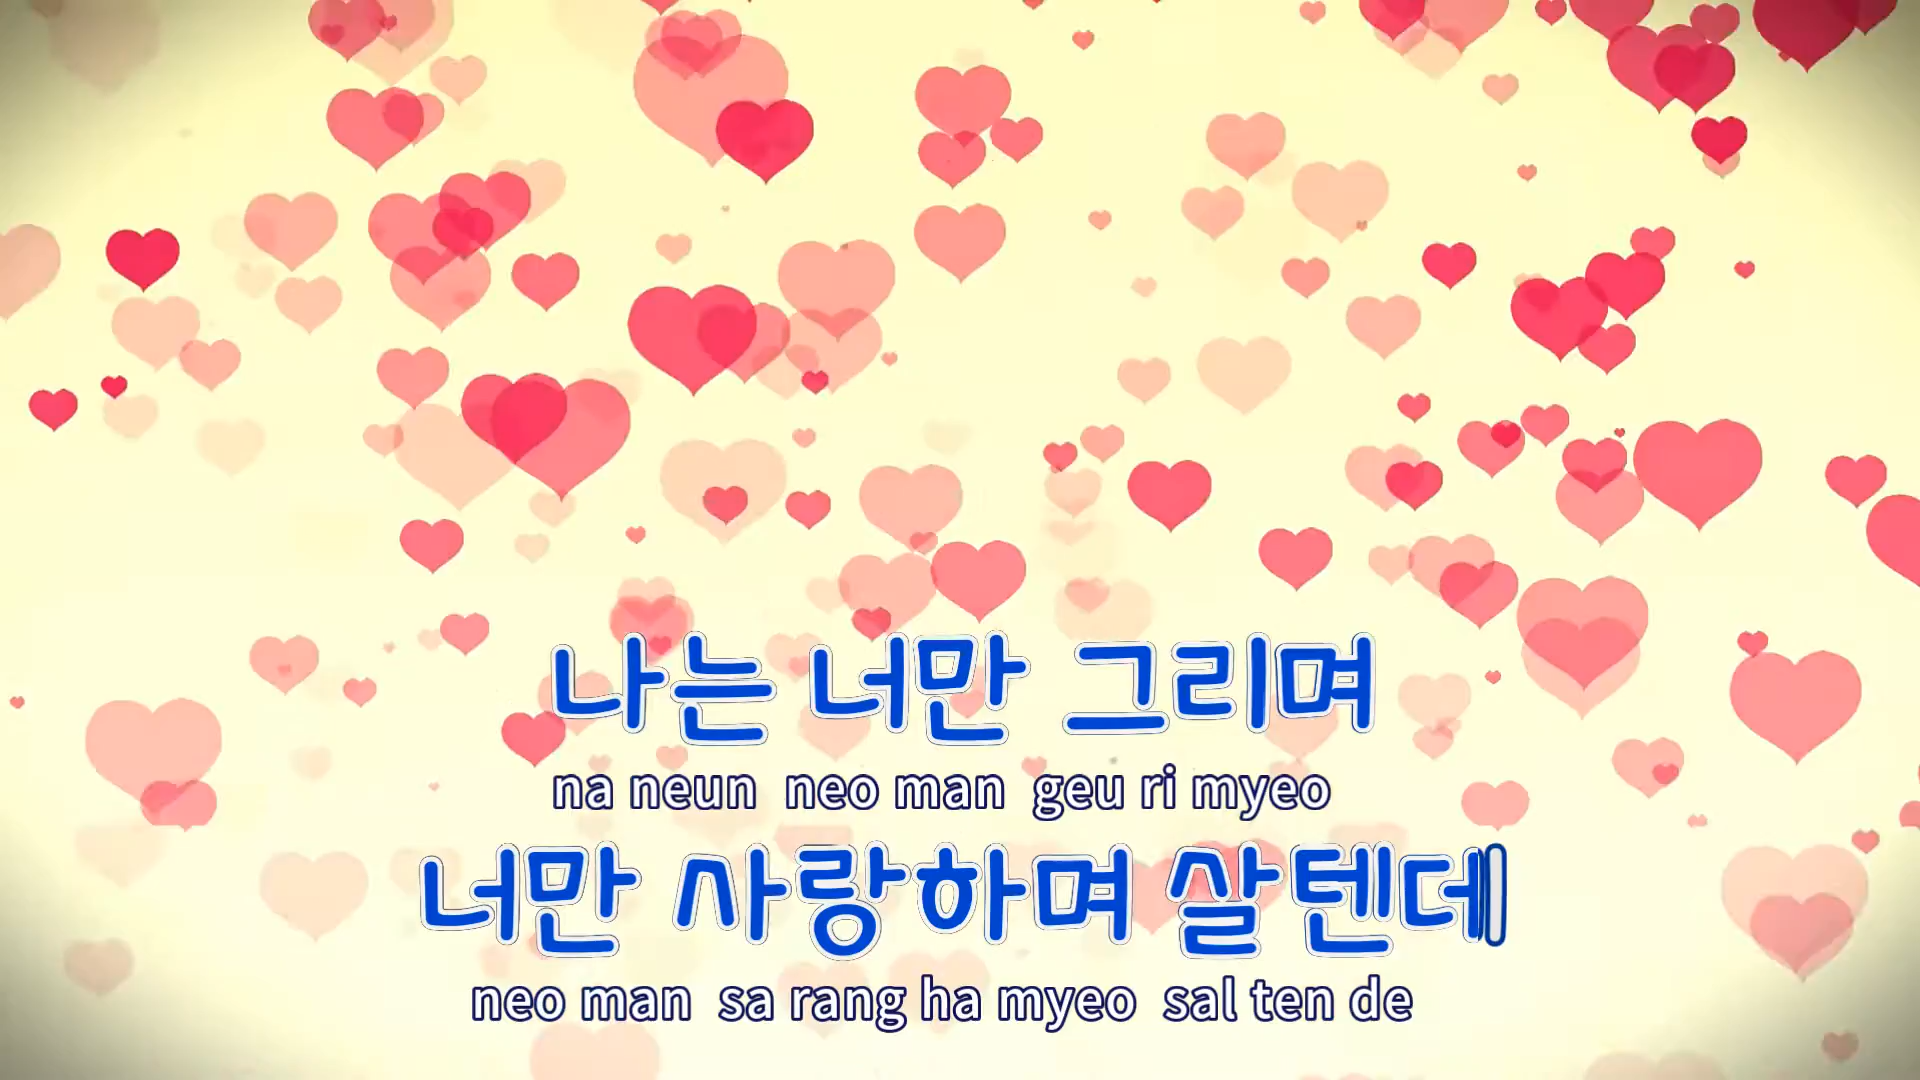 나는 너만 그리며
na neun neo man geu ri myeo
너만 사랑하며 살텐데
neo man sa rang ha myeo sal ten de